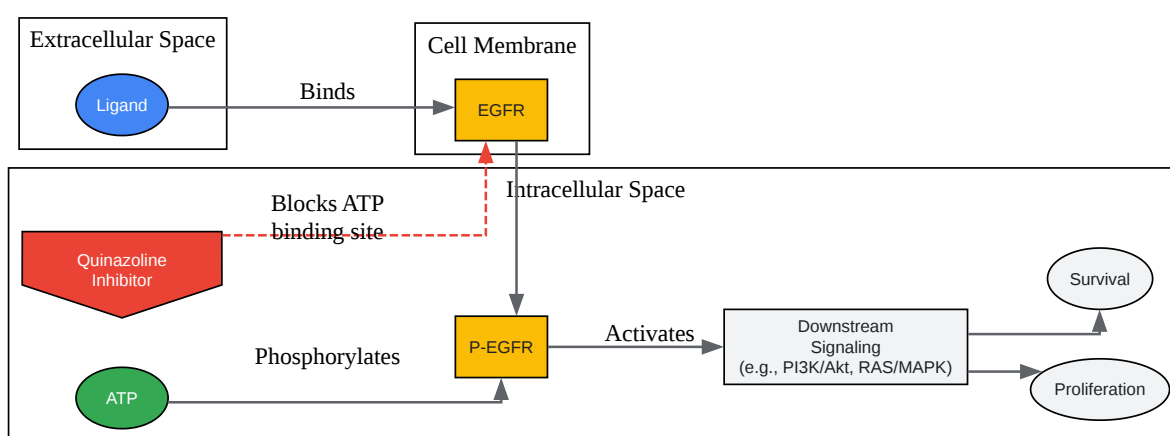 Extracellular Space
Cell Membrane
Ligand
Binds
EGFR
Intracellular Space
Blocks ATP
binding site
Quinazoline
Inhibitor
Survival
Phosphorylates
P-EGFR
Activates
Downstream
Signaling
(e.g., PI3K/Akt, RAS/MAPK)
ATP
Proliferation